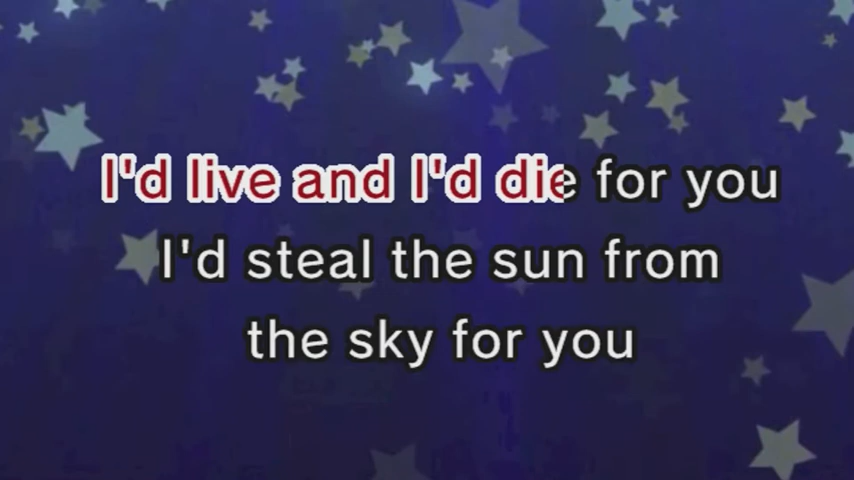 I'd live and I'd die for you
I'd steal the sun from
the sky for you